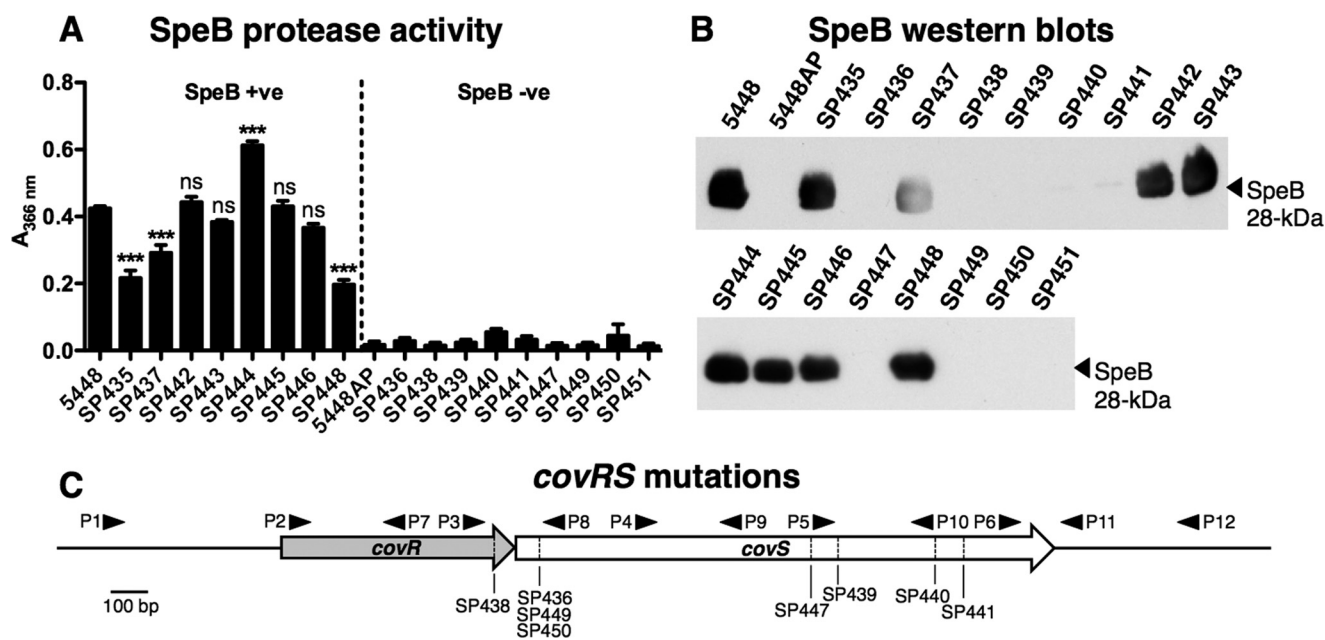 A SpeB protease activity
0.8
0.6
0.4
0.2
0.0
A366 nm
SpeB +ve
SpeB -ve
*** *** ns ns *** ns ns ***
5448 SP435 SP437 SP442 SP443 SP444 SP445 SP446 SP448 5448AP SP436 SP438 SP439 SP440 SP441 SP447 SP449 SP450 SP451
B SpeB western blots
5448 5448AP SP435 SP436 SP437 SP438 SP439 SP440 SP441 SP442 SP443
SpeB
28-kDa
SP444 SP445 SP446 SP447 SP448 SP449 SP450 SP451
SpeB
28-kDa
C covRS mutations
P1 P2 P7 P3 P8 P4 P9 P5 P10 P6 P11 P12
covR covS
100 bp
SP438
SP436
SP449
SP450
SP447
SP439
SP440
SP441